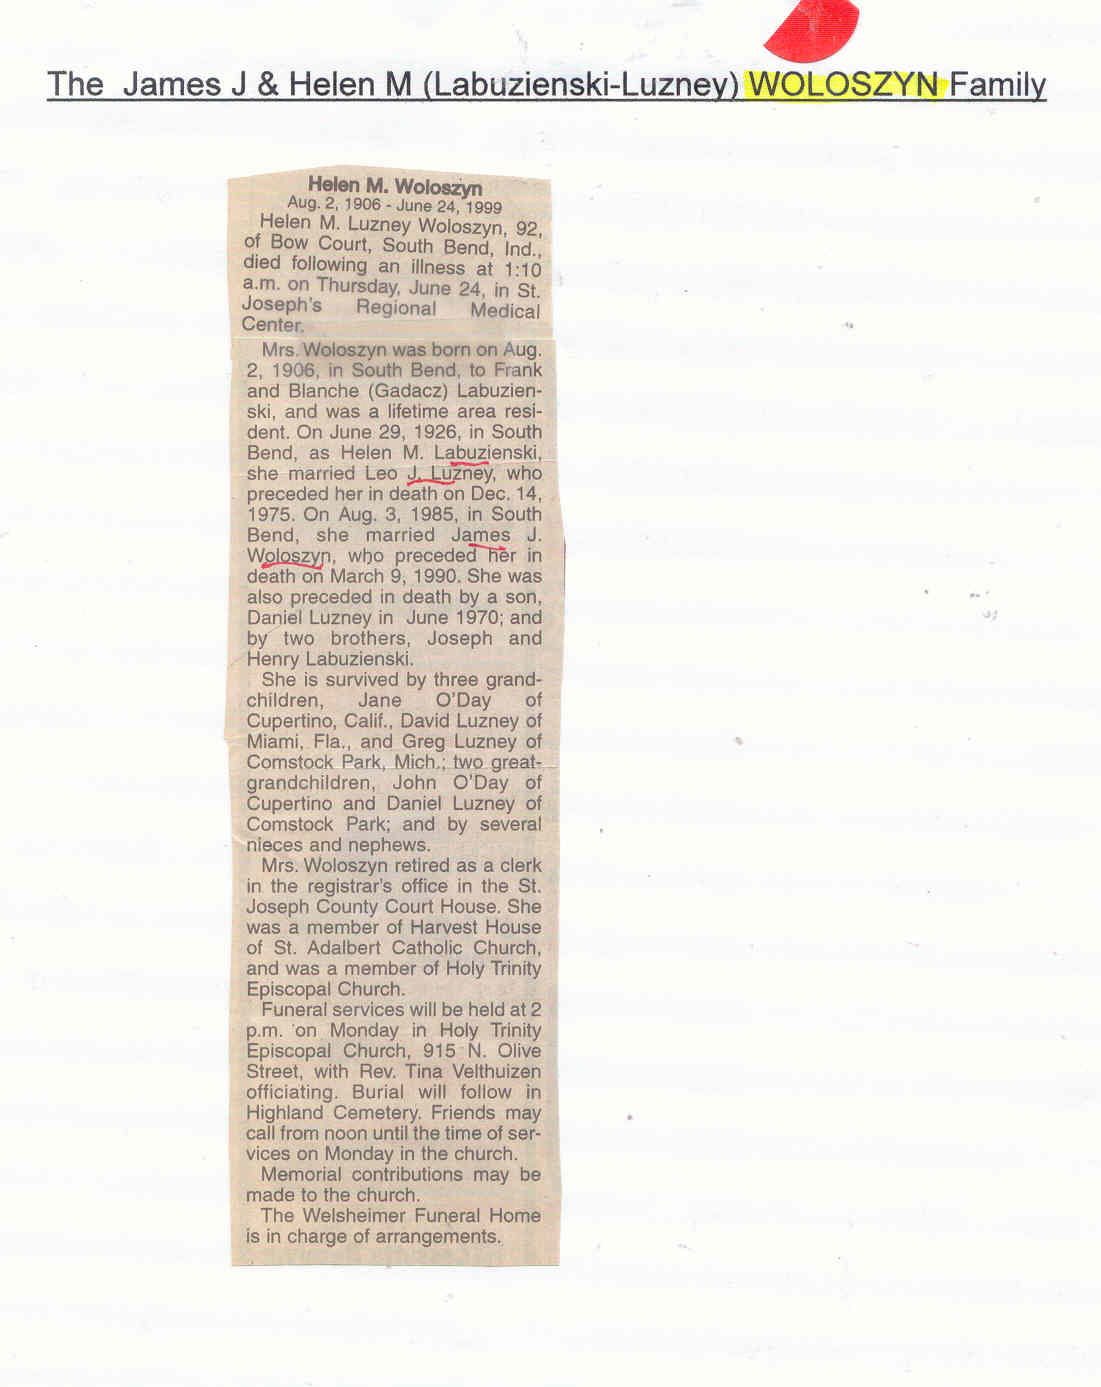 The James J & Helen M (Labuzienski-Luzney) WOLOSZYN Family
Helen M. Woloszyn
Aug. 2, 1906 - June 24, 1999
Helen M. Luzney Woloszyn, 92,
of Bow Court, South Bend, Ind.,
died following an illness at 1:10
a.m. on Thursday, June 24, in St.
Joseph's Regional Medical
Center.
Mrs. Woloszyn was born on Aug.
2, 1906, in South Bend, to Frank
and Blanche (Gadacz) Labuzien-
ski, and was a lifetime area resi-
dent. On June 29, 1926, in South
Bend, as Helen M. Labuzienski,
she married Leo J. Luzney, who
preceded her in death on Dec. 14,
1975. On Aug. 3, 1985, in South
Bend, she married James J.
Woloszyn, who preceded her in
death on March 9, 1990. She was
also preceded in death by a son,
Daniel Luzney in June 1970; and
by two brothers, Joseph and
Henry Labuzienski.
She is survived by three grand-
children, Jane O'Day of
Cupertino, Calif., David Luzney of
Miami, Fla., and Greg Luzney of
Comstock Park, Mich.; two great-
grandchildren, John O'Day of
Cupertino and Daniel Luzney of
Comstock Park; and by several
nieces and nephews.
Mrs. Woloszyn retired as a clerk
in the registrar's office in the St.
Joseph County Court House. She
was a member of Harvest House
of St. Adalbert Catholic Church,
and was a member of Holy Trinity
Episcopal Church.
Funeral services will be held at 2
p.m. on Monday in Holy Trinity
Episcopal Church, 915 N. Olive
Street, with Rev. Tina Velthuizen
officiating. Burial will follow in
Highland Cemetery. Friends may
call from noon until the time of ser-
vices on Monday in the church.
Memorial contributions may be
made to the church.
The Welsheimer Funeral Home
is in charge of arrangements.